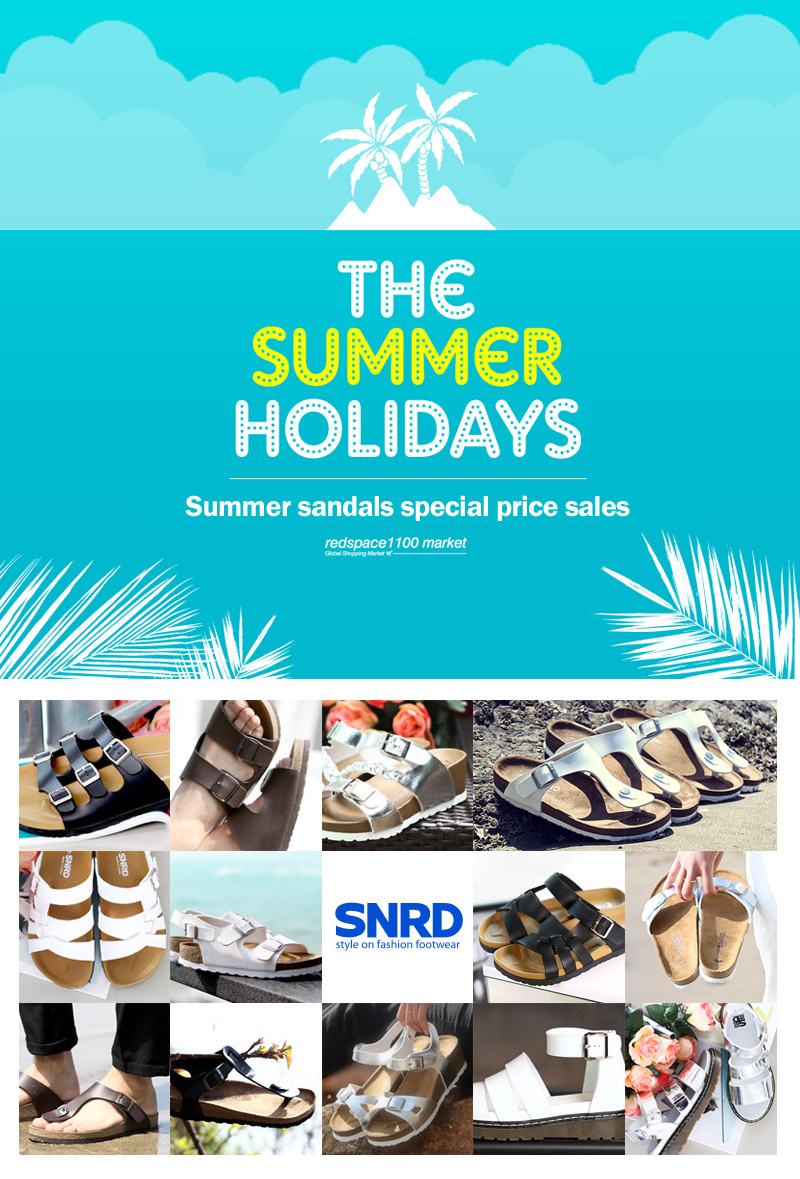 THE
SUMMER
HOLIDAYS
Summer sandals special price sales
redspace1100 market
Global Shopping Market
SNRD
SNRD
style on fashion footwear
SNRD